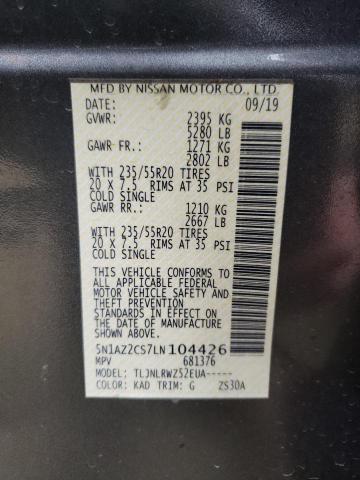 MFD BY NISSAN MOTOR CO., LTD.
DATE: 09/19
GVWR: 2395 KG
5280 LB
GAWR FR.: 1271 KG
2802 LB
WITH 235/55R20 TIRES
20 X 7.5 RIMS AT 35 PSI
COLD SINGLE
GAWR RR.: 1210 KG
2667 LB
WITH 235/55R20 TIRES
20 X 7.5 RIMS AT 35 PSI
COLD SINGLE
THIS VEHICLE CONFORMS TO
ALL APPLICABLE FEDERAL
MOTOR VEHICLE SAFETY
AND THEFT PREVENTION
STANDARDS IN EFFECT ON
THE DATE OF MANUFACTURE
SHOWN ABOVE.
5N1AZ2CS7LN104426
MPV 681376
MODEL: TLJNLRWZ52EUA-----
COLOR: KAD TRIM: G ZS30A